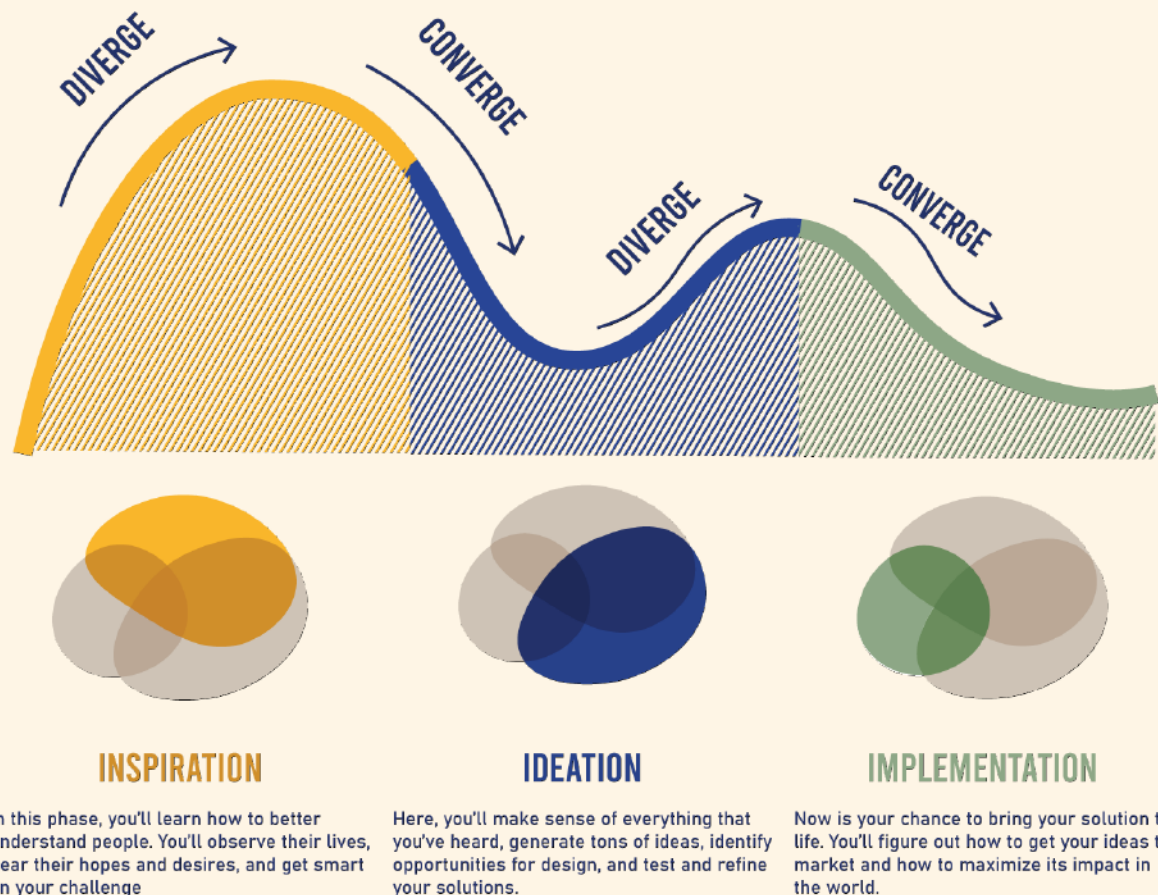 DIVERGE
CONVERGE
DIVERGE
CONVERGE
INSPIRATION
n this phase, you'll learn how to better
nderstand people. You'll observe their lives,
ear their hopes and desires, and get smart
n your challenge
IDEATION
Here, you'll make sense of everything that
you've heard, generate tons of ideas, identify
opportunities for design, and test and refine
your solutions.
IMPLEMENTATION
Now is your chance to bring your solution t
life. You'll figure out how to get your ideas t
market and how to maximize its impact in
the world.